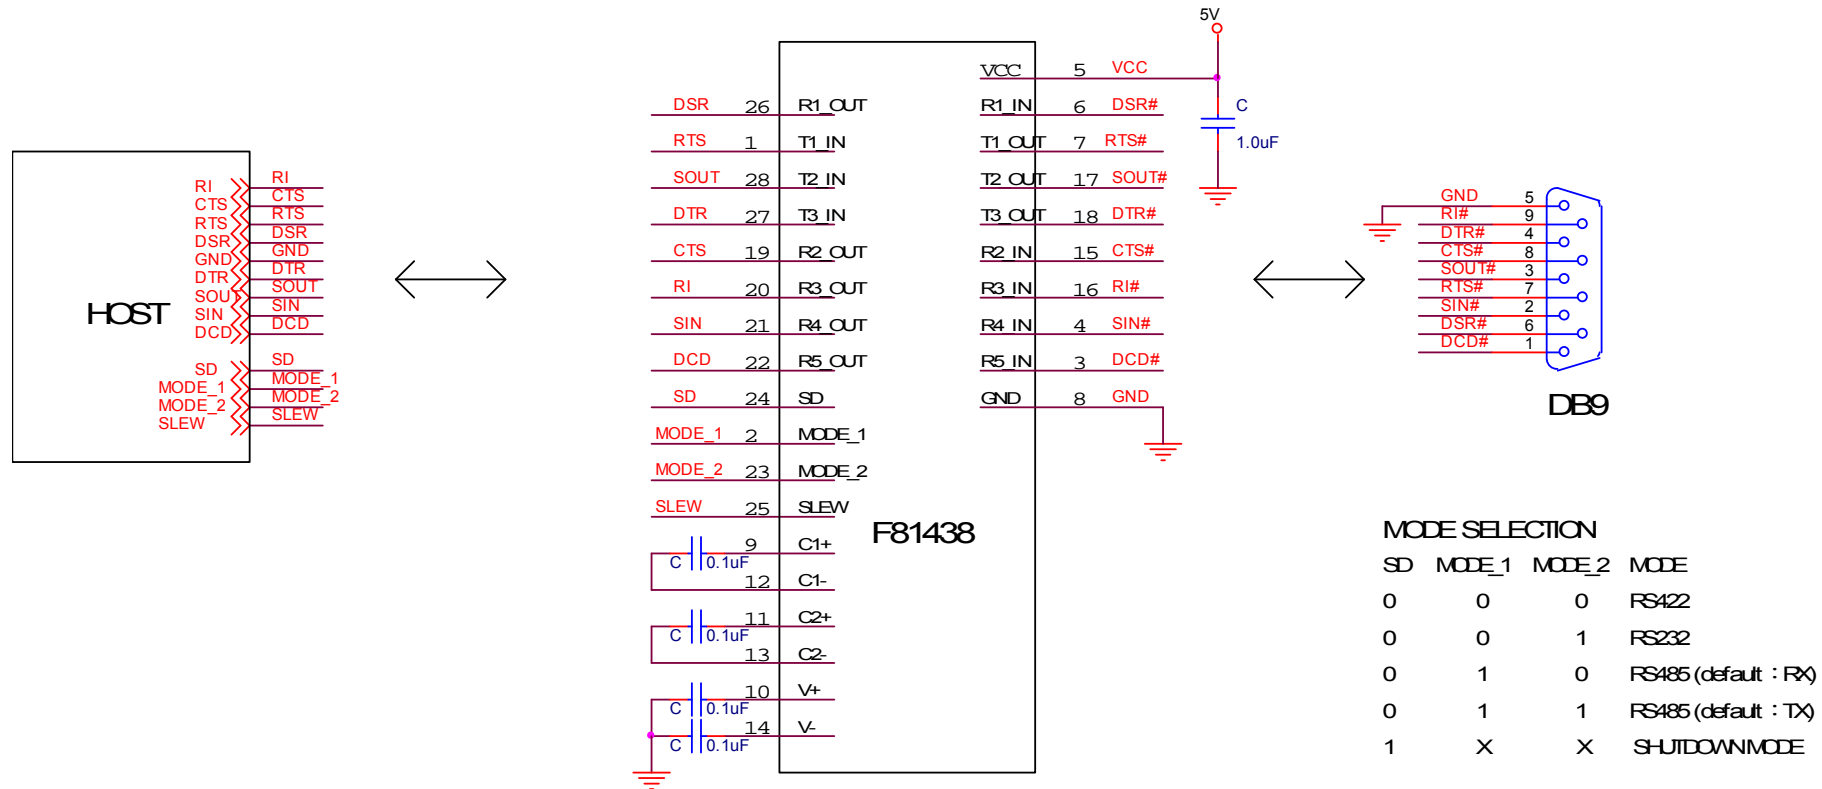 HOST
RI RI
CTS CTS
RTS RTS
DSR DSR
GND GND
DTR DTR
SOUT SOUT
SIN SIN
DCD DCD
SD SD
MODE_1 MODE_1
MODE_2 MODE_2
SLEW SLEW
DSR 26 R1_OUT
RTS 1 T1_IN
SOUT 28 T2_IN
DTR 27 T3_IN
CTS 19 R2_OUT
RI 20 R3_OUT
SIN 21 R4_OUT
DCD 22 R5_OUT
SD 24 SD
MODE_1 2 MODE_1
MODE_2 23 MODE_2
SLEW 25 SLEW
9 C1+
C 0.1uF
12 C1-
11 C2+
C 0.1uF
13 C2-
10 V+
C 0.1uF
14 V-
C 0.1uF
F81438
5V
VCC 5 VCC
R1_IN 6 DSR#
T1_OUT 7 RTS#
T2_OUT 17 SOUT#
T3_OUT 18 DTR#
R2_IN 15 CTS#
R3_IN 16 RI#
R4_IN 4 SIN#
R5_IN 3 DCD#
GND 8 GND
C
1.0uF
GND 5
RI# 9
DTR# 4
CTS# 8
SOUT# 3
RTS# 7
SIN# 2
DSR# 6
DCD# 1
DB9
MODE SELECTION
SD MODE_1 MODE_2 MODE
0 0 0 RS422
0 0 1 RS232
0 1 0 RS485 (default：RX)
0 1 1 RS485 (default：TX)
1 X X SHUTDOWN MODE